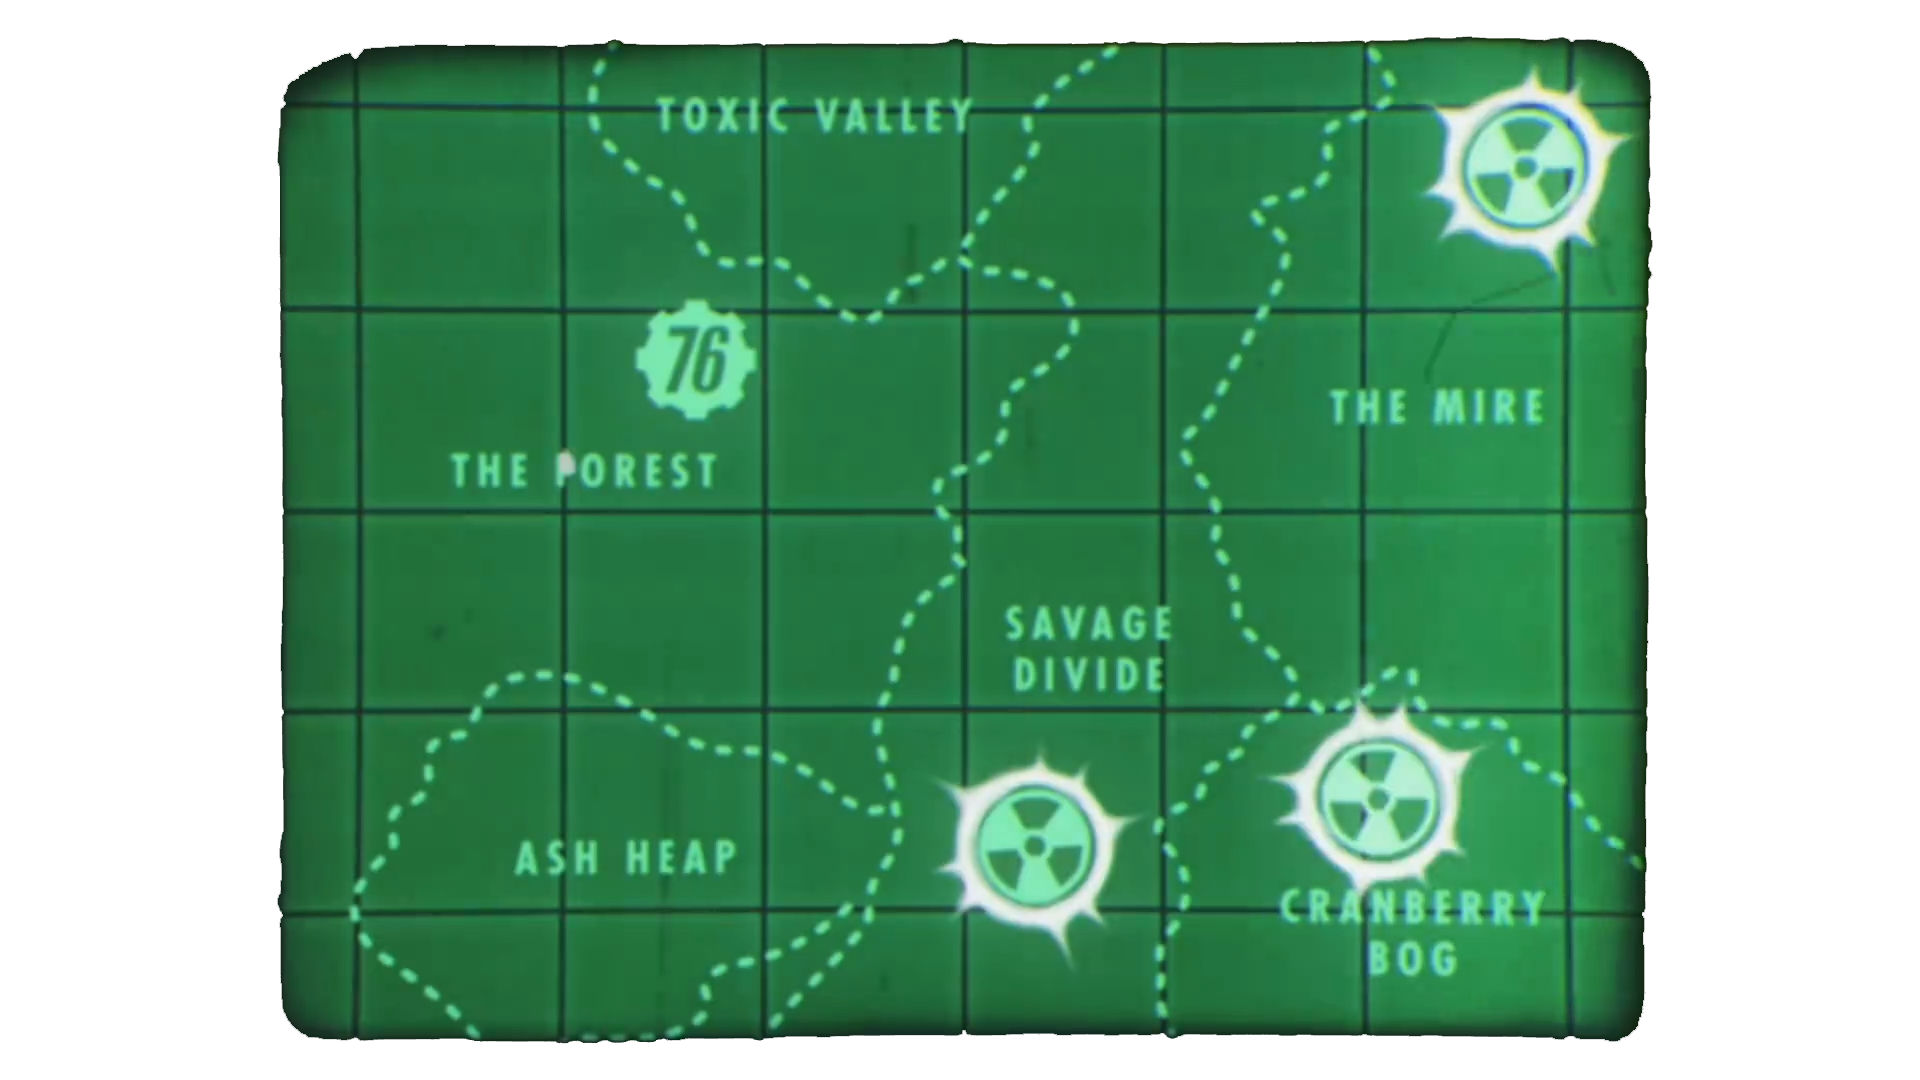 TOXIC VALLEY
76
THE MIRE
THE FOREST
SAVAGE
DIVIDE
ASH HEAP
CRANBERRY
BOG